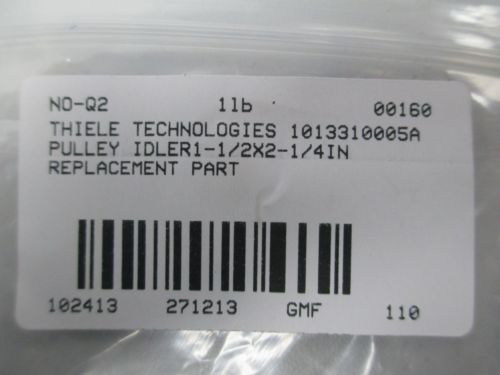 NO-Q2 1lb 00160
THIELE TECHNOLOGIES 1013310005A
PULLEY IDLER1-1/2X2-1/4IN
REPLACEMENT PART
102413 271213 GMF 110